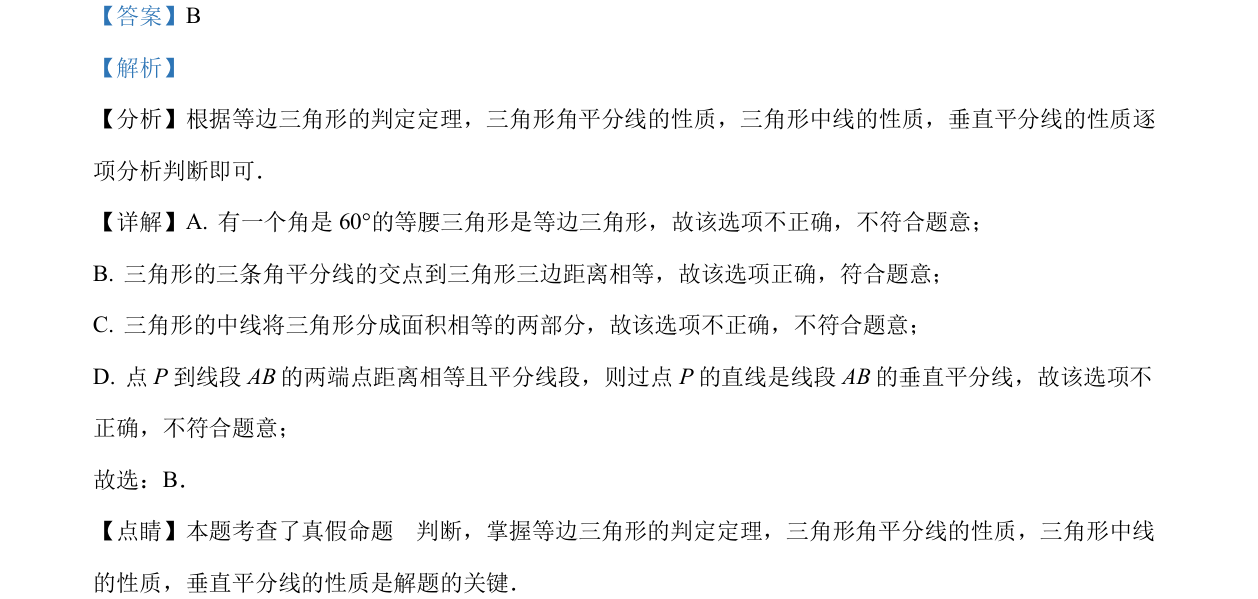 【答案】B
【解析】
【分析】根据等边三角形的判定定理，三角形角平分线的性质，三角形中线的性质，垂直平分线的性质逐
项分析判断即可．
【详解】A. 有一个角是 60°的等腰三角形是等边三角形，故该选项不正确，不符合题意；
B. 三角形的三条角平分线的交点到三角形三边距离相等，故该选项正确，符合题意；
C. 三角形的中线将三角形分成面积相等的两部分，故该选项不正确，不符合题意；
D. 点 P 到线段 AB 的两端点距离相等且平分线段，则过点 P 的直线是线段 AB 的垂直平分线，故该选项不
正确，不符合题意；
故选：B．
【点睛】本题考查了真假命题　判断，掌握等边三角形的判定定理，三角形角平分线的性质，三角形中线
的性质，垂直平分线的性质是解题的关键．